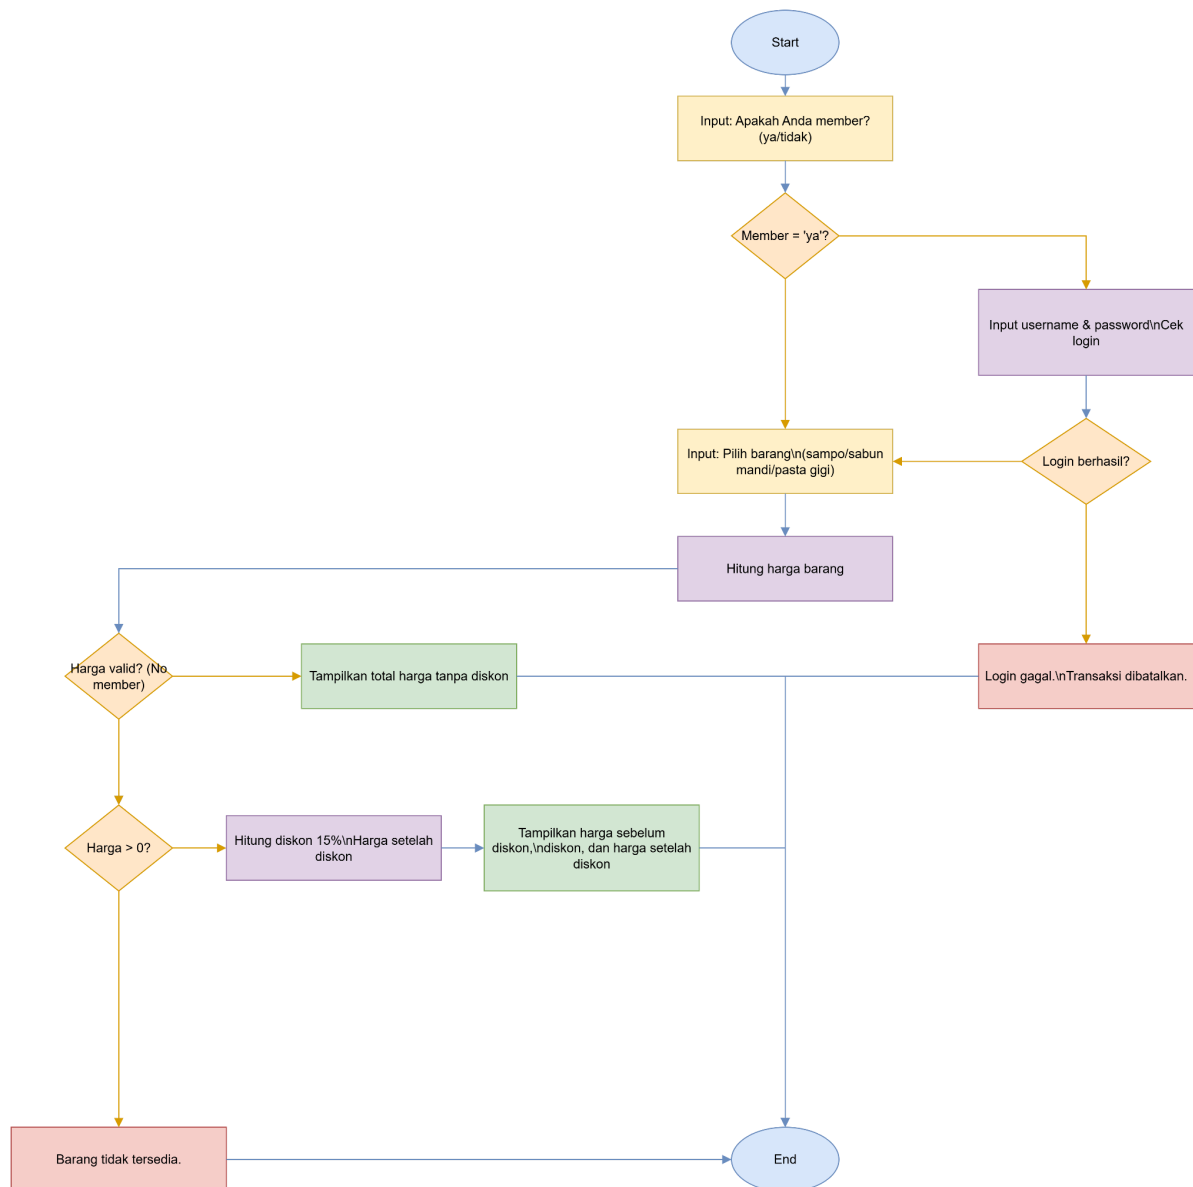 Start
Input: Apakah Anda member?
(ya/tidak)
Member = 'ya'?
Input username & password\nCek
login
Input: Pilih barang\n(sampo/sabun
mandi/pasta gigi)
Login berhasil?
Hitung harga barang
Harga valid? (No
member)
Tampilkan total harga tanpa diskon
Login gagal.\nTransaksi dibatalkan.
Harga > 0?
Hitung diskon 15%\nHarga setelah
diskon
Tampilkan harga sebelum
diskon,\ndiskon, dan harga setelah
diskon
Barang tidak tersedia.
End